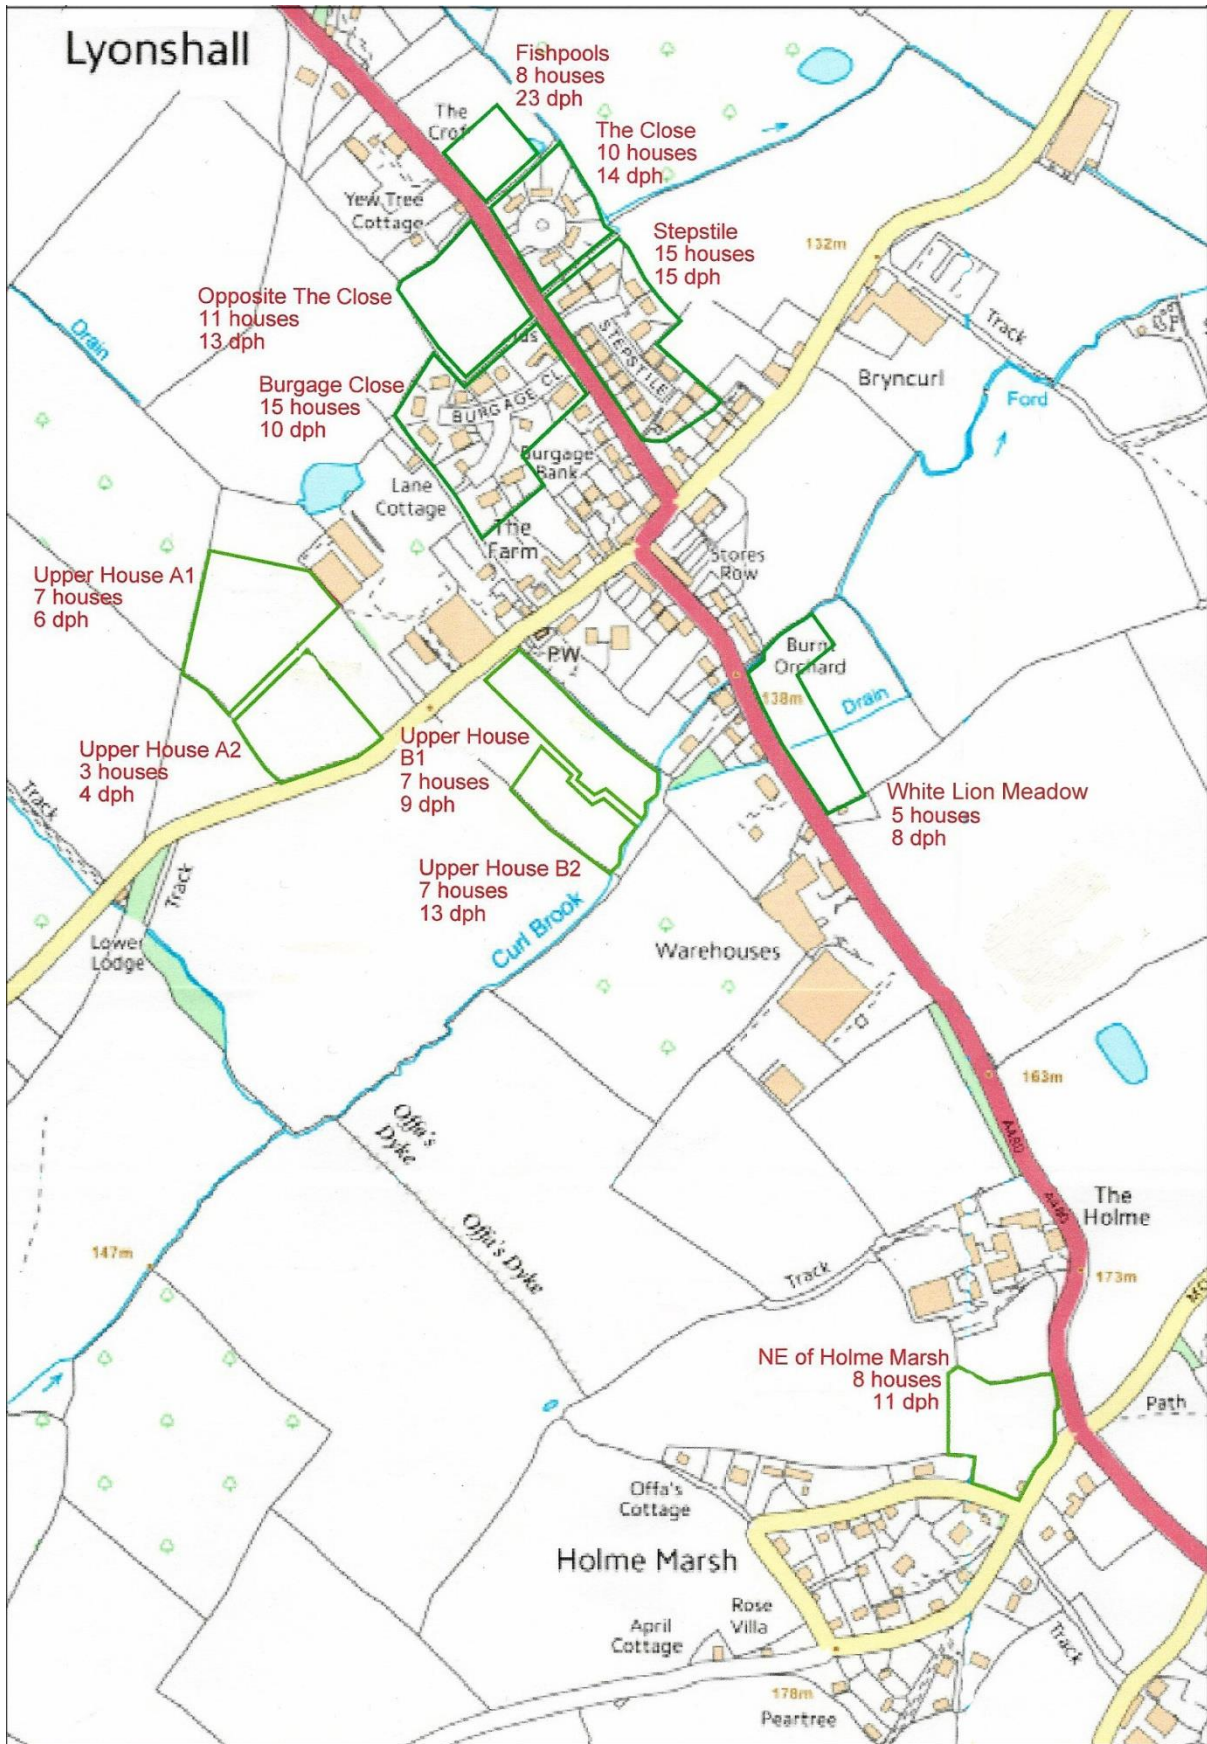 Lyonshall
Fishpools
8 houses
23 dph
The
Yew Tree
Cottage
The Close
10 houses
14 dph
Stepstile
15 houses
15 dph
132m
Opposite The Close
11 houses
13 dph
Drain
Track
Bryncurl
Ford
STEPSTYLE
Burgage Close
15 houses
10 dph
BURGAGE CL
Burgage
Bank
Lane
Cottage
The
Farm
Stores
Row
Upper House A1
7 houses
6 dph
PW
Burnt
Orchard
138m
Drain
Upper House A2
3 houses
4 dph
Upper House
B1
7 houses
9 dph
White Lion Meadow
5 houses
8 dph
Track
Track
Upper House B2
7 houses
13 dph
Curl Brook
Lower
Lodge
Warehouses
163m
Offa's
Dyke
A480
A480
The
Holme
Offa's Dyke
147m
Track
173m
NE of Holme Marsh
8 houses
11 dph
Path
Offa's
Cottage
Holme Marsh
Rose
Villa
April
Cottage
Track
178m
Peartree